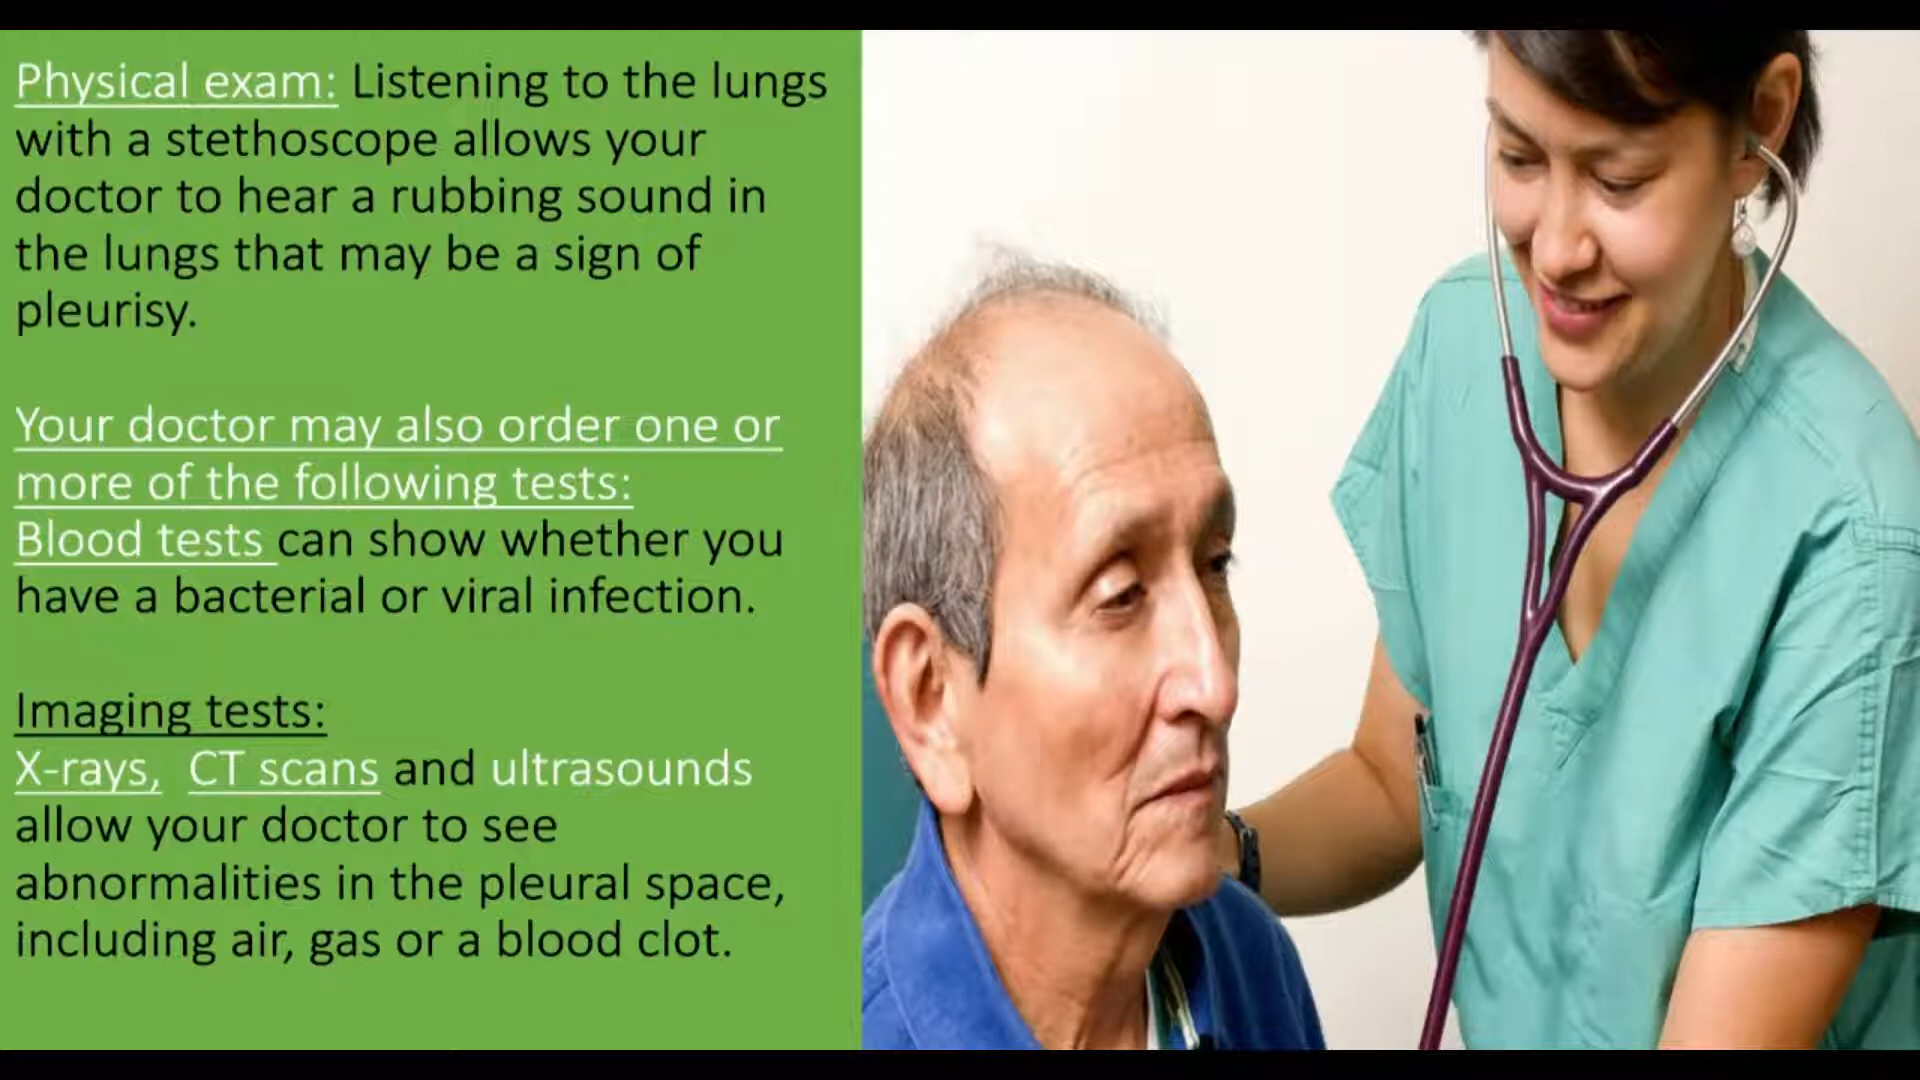 Physical exam: Listening to the lungs
with a stethoscope allows your
doctor to hear a rubbing sound in
the lungs that may be a sign of
pleurisy.
Your doctor may also order one or
more of the following tests:
Blood tests can show whether you
have a bacterial or viral infection.
Imaging tests:
X-rays, CT scans and ultrasounds
allow your doctor to see
abnormalities in the pleural space,
including air, gas or a blood clot.